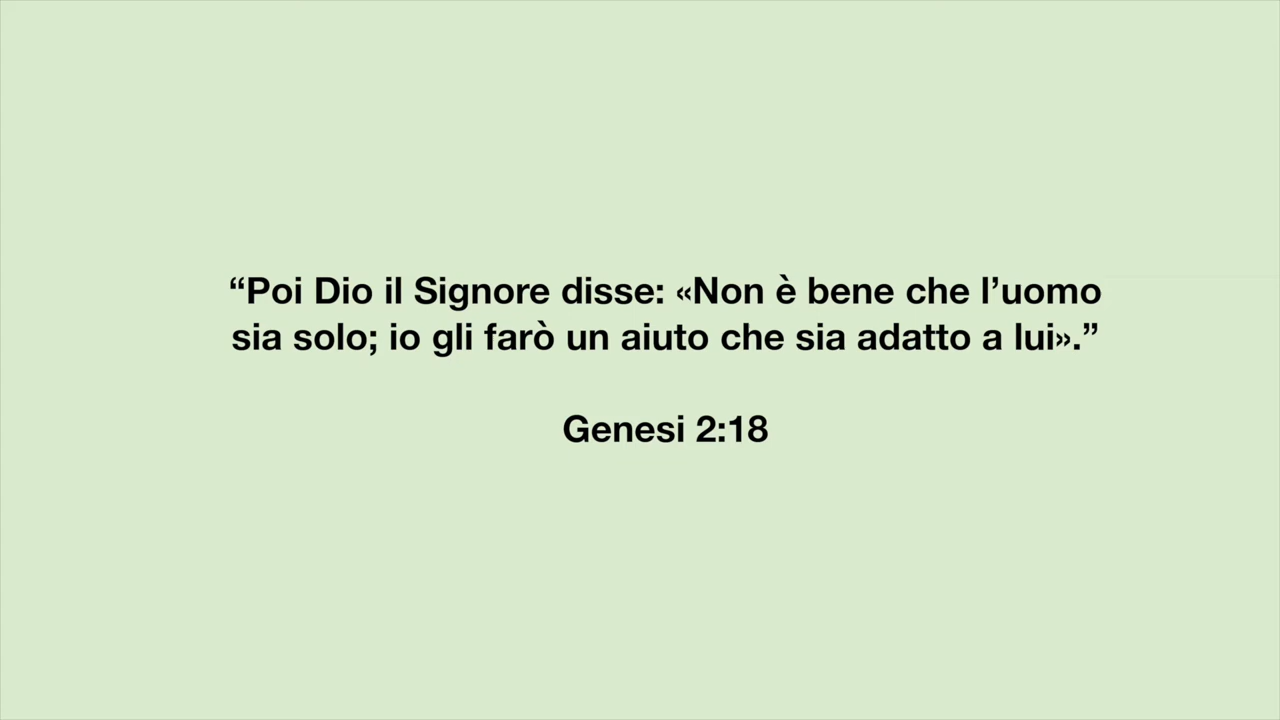 “Poi Dio il Signore disse: «Non è bene che l’uomo
sia solo; io gli farò un aiuto che sia adatto a lui».”
Genesi 2:18